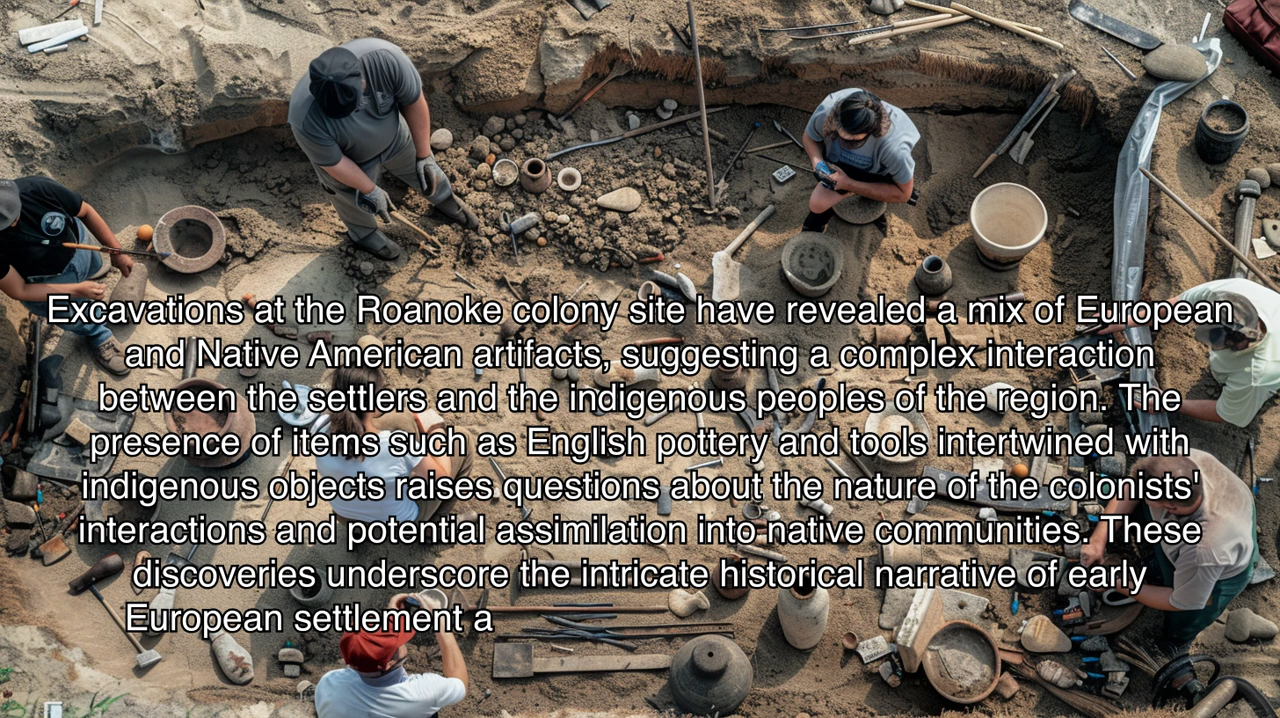 Excavations at the Roanoke colony site have revealed a mix of European
and Native American artifacts, suggesting a complex interaction
between the settlers and the indigenous peoples of the region. The
presence of items such as English pottery and tools intertwined with
indigenous objects raises questions about the nature of the colonists'
interactions and potential assimilation into native communities. These
discoveries underscore the intricate historical narrative of early
European settlement a